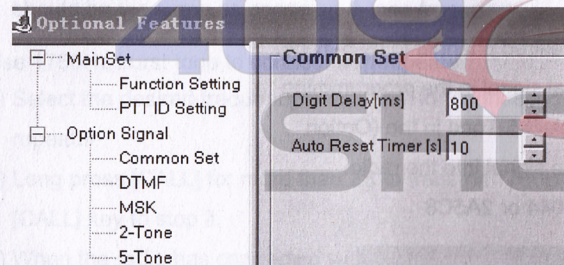 Optional Features
MainSet
Function Setting
PTT ID Setting
Option Signal
Common Set
DTMF
MSK
2-Tone
5-Tone
Common Set
Digit Delay[ms] 800
Auto Reset Timer [s] 10